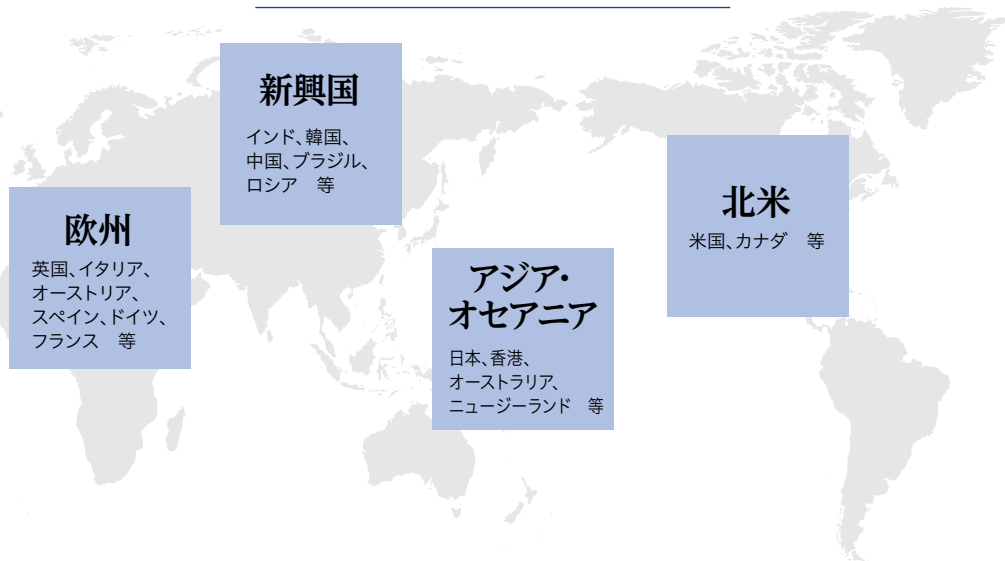 新興国
インド、韓国、
中国、ブラジル、
ロシア　等
欧州
英国、イタリア、
オーストリア、
スペイン、ドイツ、
フランス　等
アジア・
オセアニア
日本、香港、
オーストラリア、
ニュージーランド　等
北米
米国、カナダ　等